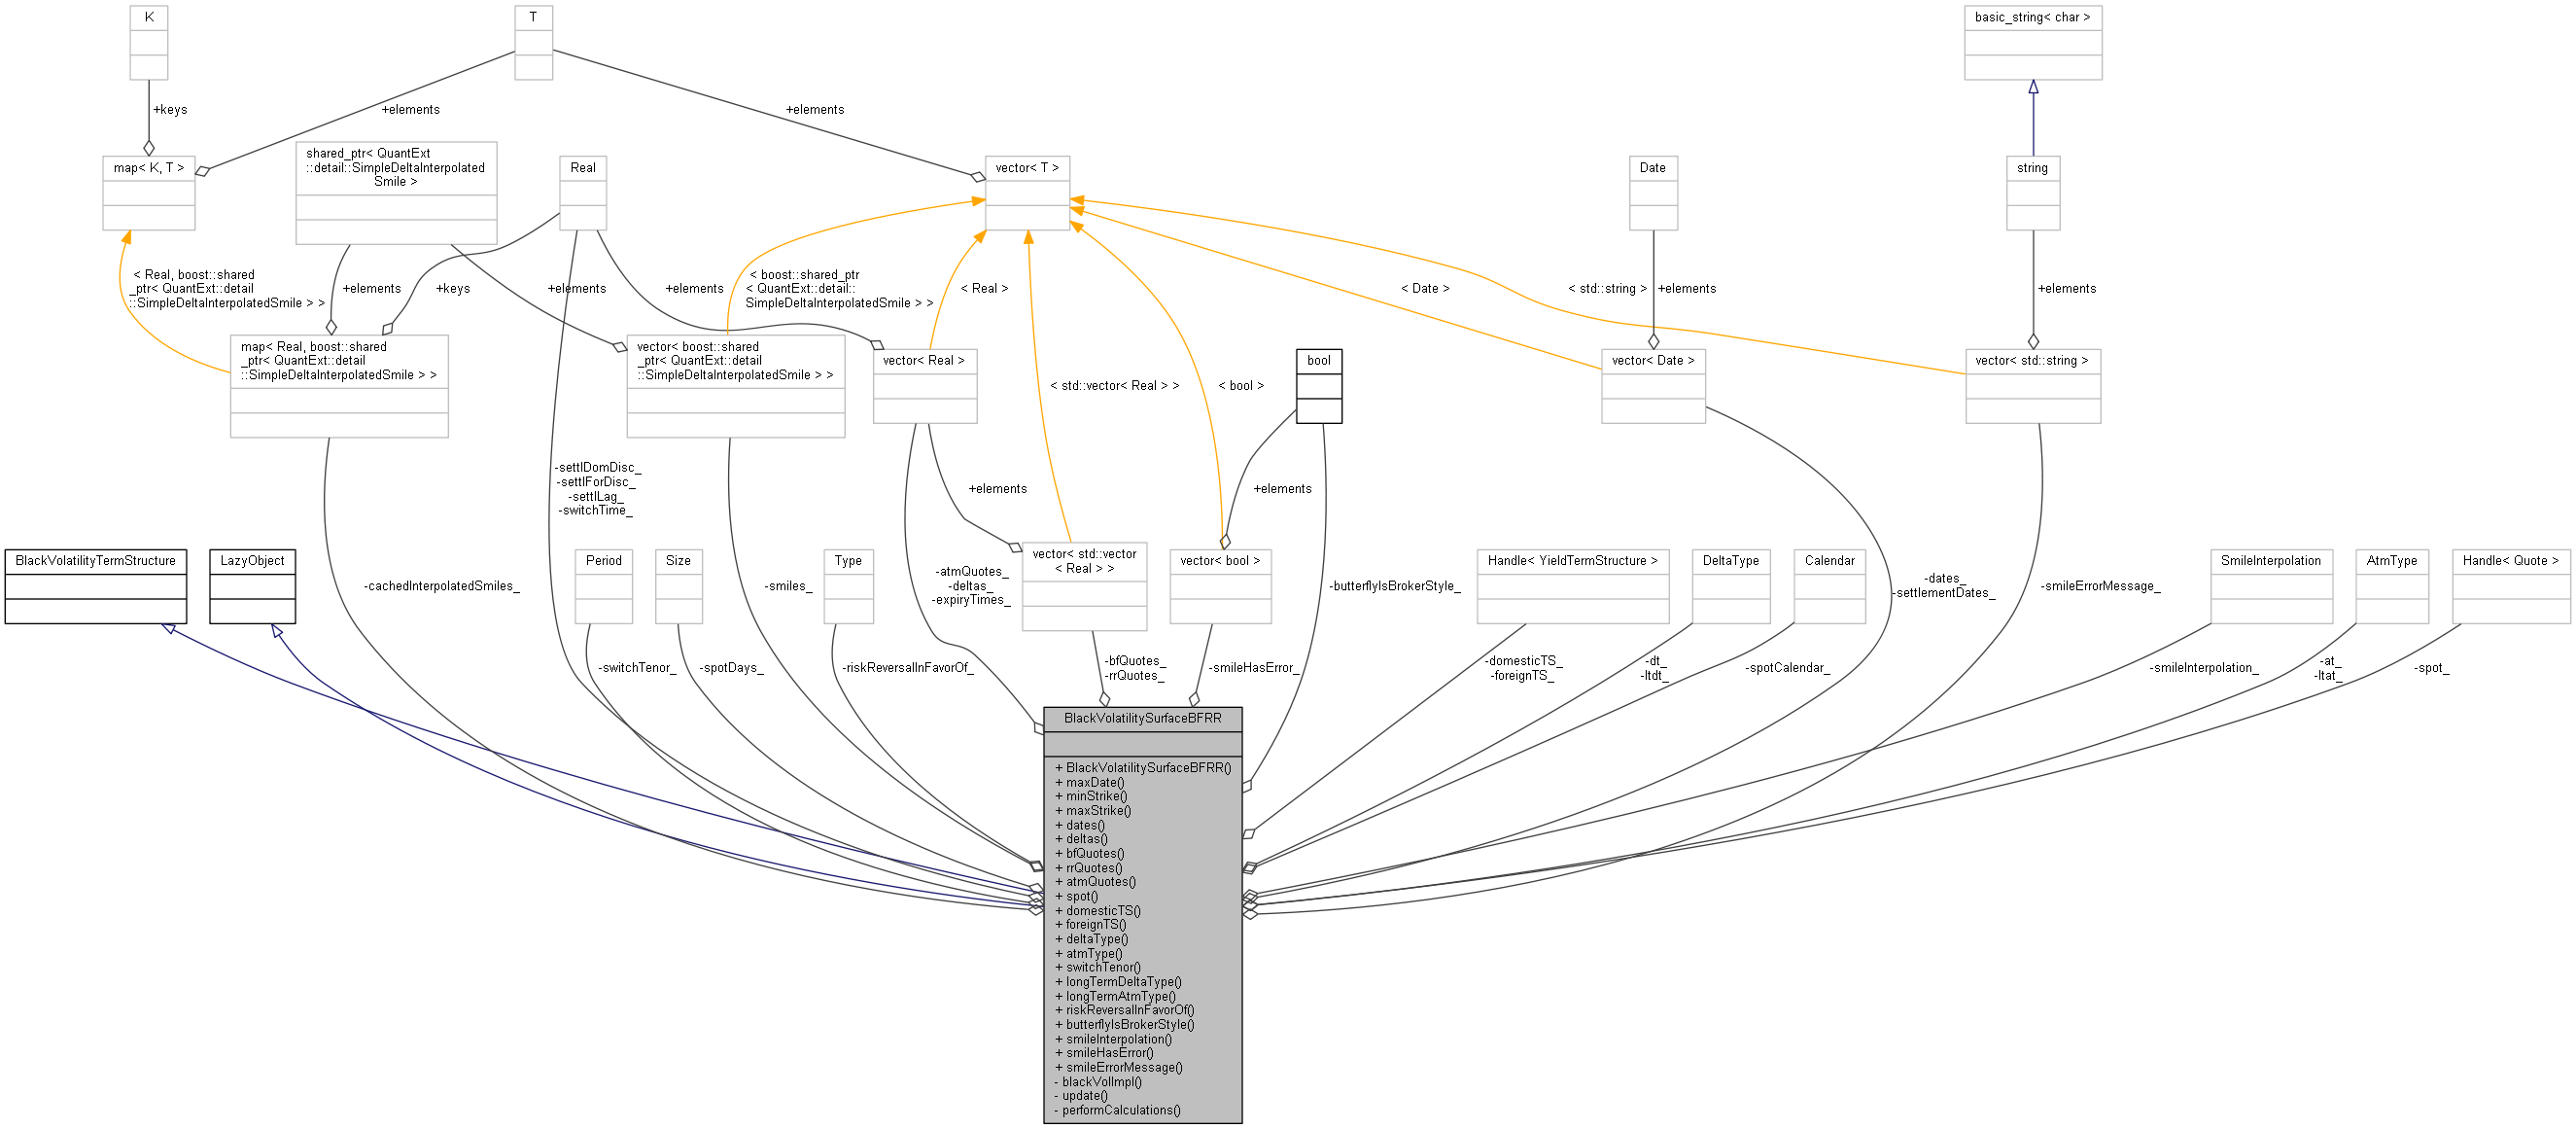 K
T
basic_string< char >
+keys
+elements
+elements
map< K, T >
shared_ptr< QuantExt
::detail::SimpleDeltaInterpolated
Smile >
Real
vector< T >
Date
string
< Real, boost::shared
_ptr< QuantExt::detail
::SimpleDeltaInterpolatedSmile > >
+elements
+keys
+elements
+elements
< boost::shared_ptr
< QuantExt::detail::
SimpleDeltaInterpolatedSmile > >
< Real >
< Date >
+elements
< std::string >
+elements
map< Real, boost::shared
_ptr< QuantExt::detail
::SimpleDeltaInterpolatedSmile > >
vector< boost::shared
_ptr< QuantExt::detail
::SimpleDeltaInterpolatedSmile > >
vector< Real >
bool
vector< Date >
vector< std::string >
< std::vector< Real > >
< bool >
-settlDomDisc_
-settlForDisc_
-settlLag_
-switchTime_
+elements
+elements
BlackVolatilityTermStructure
LazyObject
-cachedInterpolatedSmiles_
Period
Size
-smiles_
Type
-atmQuotes_
-deltas_
-expiryTimes_
vector< std::vector
< Real > >
vector< bool >
-butterflyIsBrokerStyle_
Handle< YieldTermStructure >
DeltaType
Calendar
-dates_
-settlementDates_
-smileErrorMessage_
SmileInterpolation
AtmType
Handle< Quote >
-switchTenor_
-spotDays_
-riskReversalInFavorOf_
-bfQuotes_
-rrQuotes_
-smileHasError_
-domesticTS_
-foreignTS_
-dt_
-ltdt_
-spotCalendar_
-smileInterpolation_
-at_
-ltat_
-spot_
BlackVolatilitySurfaceBFRR
+ BlackVolatilitySurfaceBFRR()
+ maxDate()
+ minStrike()
+ maxStrike()
+ dates()
+ deltas()
+ bfQuotes()
+ rrQuotes()
+ atmQuotes()
+ spot()
+ domesticTS()
+ foreignTS()
+ deltaType()
+ atmType()
+ switchTenor()
+ longTermDeltaType()
+ longTermAtmType()
+ riskReversalInFavorOf()
+ butterflyIsBrokerStyle()
+ smileInterpolation()
+ smileHasError()
+ smileErrorMessage()
- blackVolImpl()
- update()
- performCalculations()